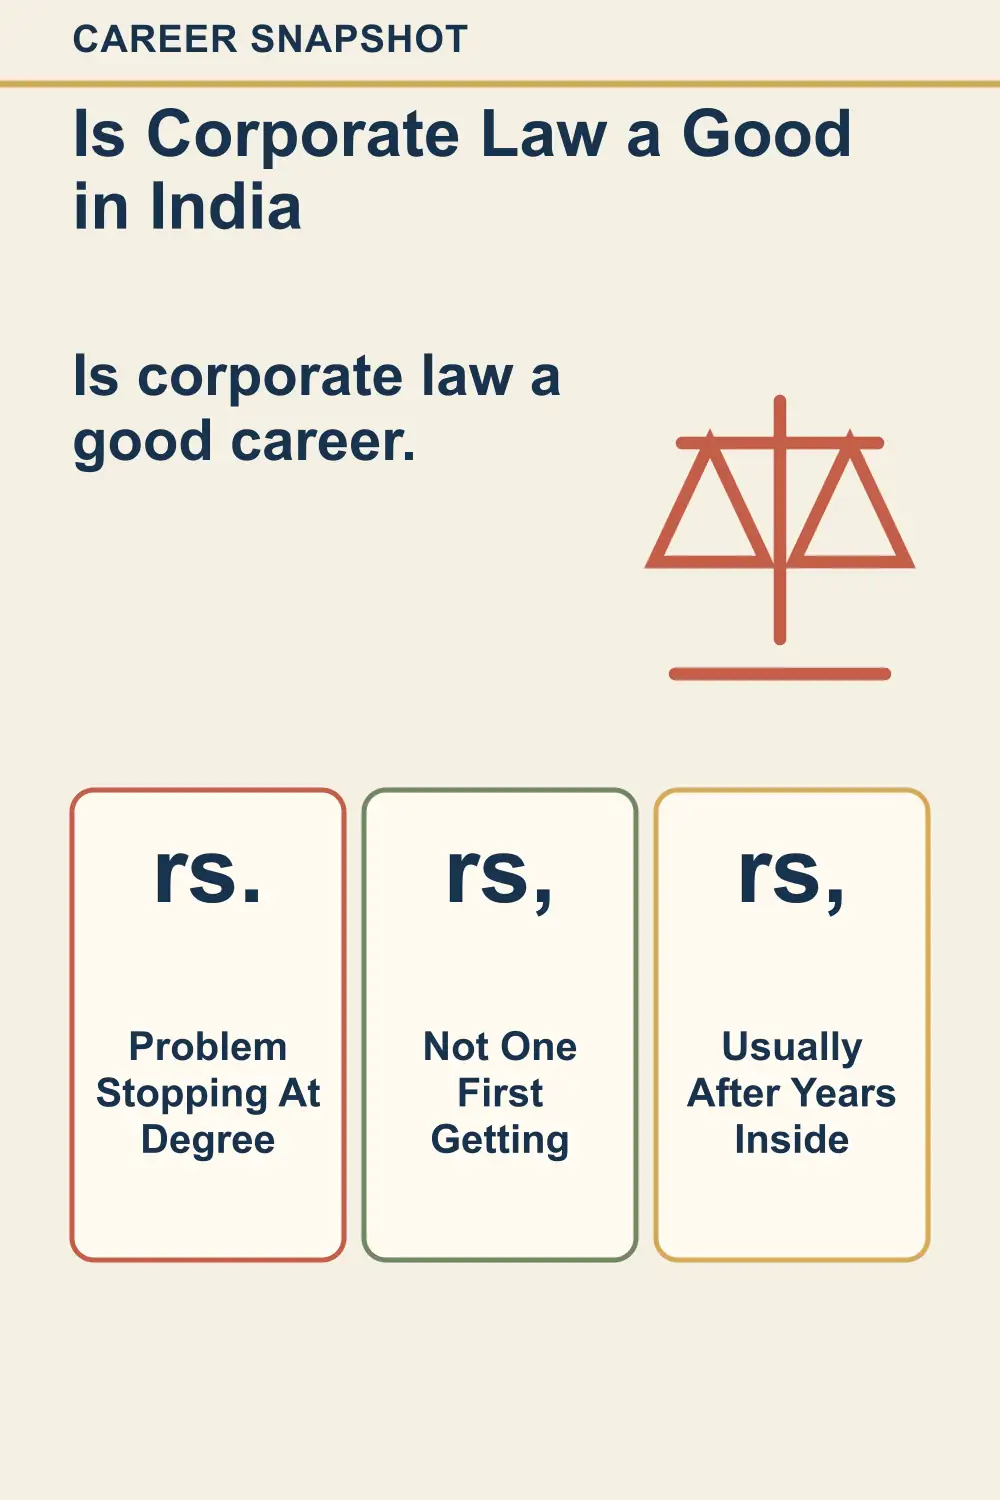 CAREER SNAPSHOT
Is Corporate Law a Good
in India
Is corporate law a
good career.
rs.
Problem
Stopping At
Degree
rs,
Not One
First
Getting
rs,
Usually
After Years
Inside